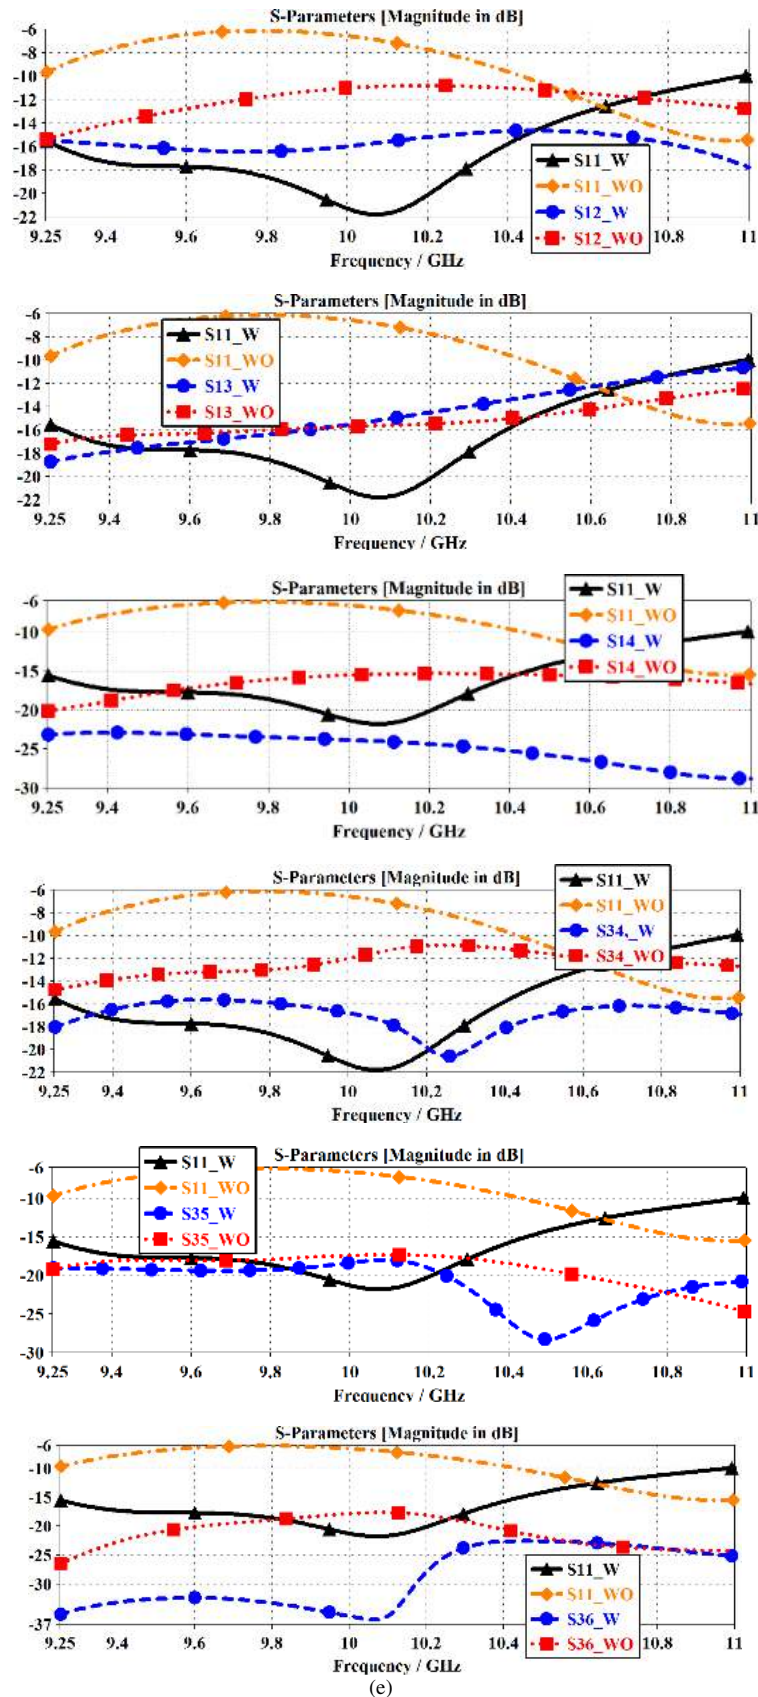 S-Parameters [Magnitude in dB]
-6
-8
-10
-12
-14
-16
-18
-20
-22
S11_W
S11_WO
S12_W
S12_WO
9.25 9.4 9.6 9.8 10 10.2 10.4 10.6 10.8 11
Frequency / GHz
S-Parameters [Magnitude in dB]
-6
-8
-10
-12
-14
-16
-18
-20
-22
S11_W
S11_WO
S13_W
S13_WO
9.25 9.4 9.6 9.8 10 10.2 10.4 10.6 10.8 11
Frequency / GHz
S-Parameters [Magnitude in dB]
-6
-10
-15
-20
-25
-30
S11_W
S11_WO
S14_W
S14_WO
9.25 9.4 9.6 9.8 10 10.2 10.4 10.6 10.8 11
Frequency / GHz
S-Parameters [Magnitude in dB]
-6
-8
-10
-12
-14
-16
-18
-20
-22
S11_W
S11_WO
S34,_W
S34_WO
9.25 9.4 9.6 9.8 10 10.2 10.4 10.6 10.8 11
Frequency / GHz
S-Parameters [Magnitude in dB]
-6
-10
-15
-20
-25
-30
S11_W
S11_WO
S35_W
S35_WO
9.25 9.4 9.6 9.8 10 10.2 10.4 10.6 10.8 11
Frequency / GHz
S-Parameters [Magnitude in dB]
-6
-10
-15
-20
-25
-30
-37
S11_W
S11_WO
S36_W
S36_WO
9.25 9.4 9.6 9.8 10 10.2 10.4 10.6 10.8 11
Frequency / GHz
(e)